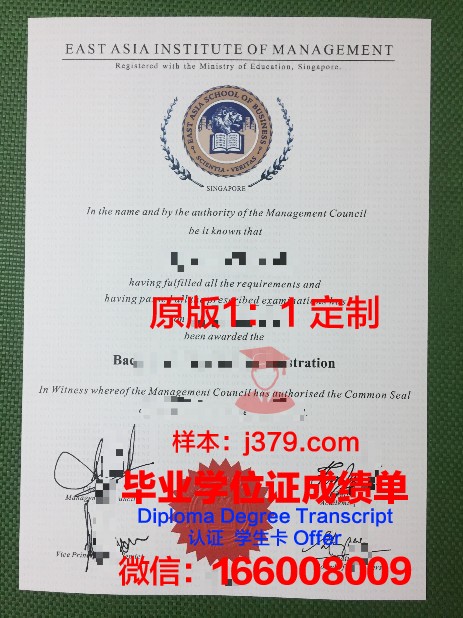 EAST ASIA INSTITUTE OF MANAGEMENT
Registered with the Ministry of Education, Singapore.
EAST ASIA SCHOOL OF BUSINESS
SCIENTIA · VERITAS
SINGAPORE
In the name and by the authority of the Management Council
be it known that
having fulfilled all the requirements and
having
prescribed examinations has
原版1：1 定制
been awarded the
In Witness whereof the Management Council has authorised the Common Seal
样本：j379.com
毕业学位证成绩单
Diploma Degree Transcript
认证 学生卡 Offer
微信：166008009